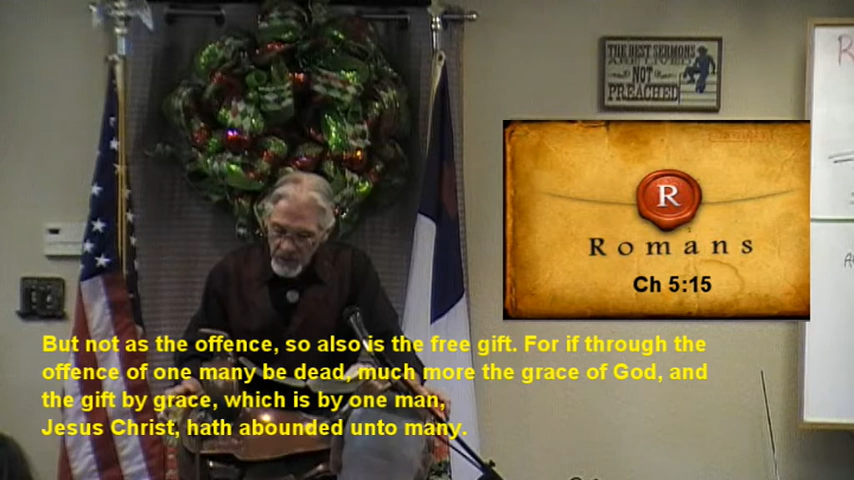 THE BEST SERMONS
ARE LIVED
NOT
PREACHED
R
R
Romans
Ch 5:15
But not as the offence, so also is the free gift. For if through the
offence of one many be dead, much more the grace of God, and
the gift by grace, which is by one man,
Jesus Christ, hath abounded unto many.